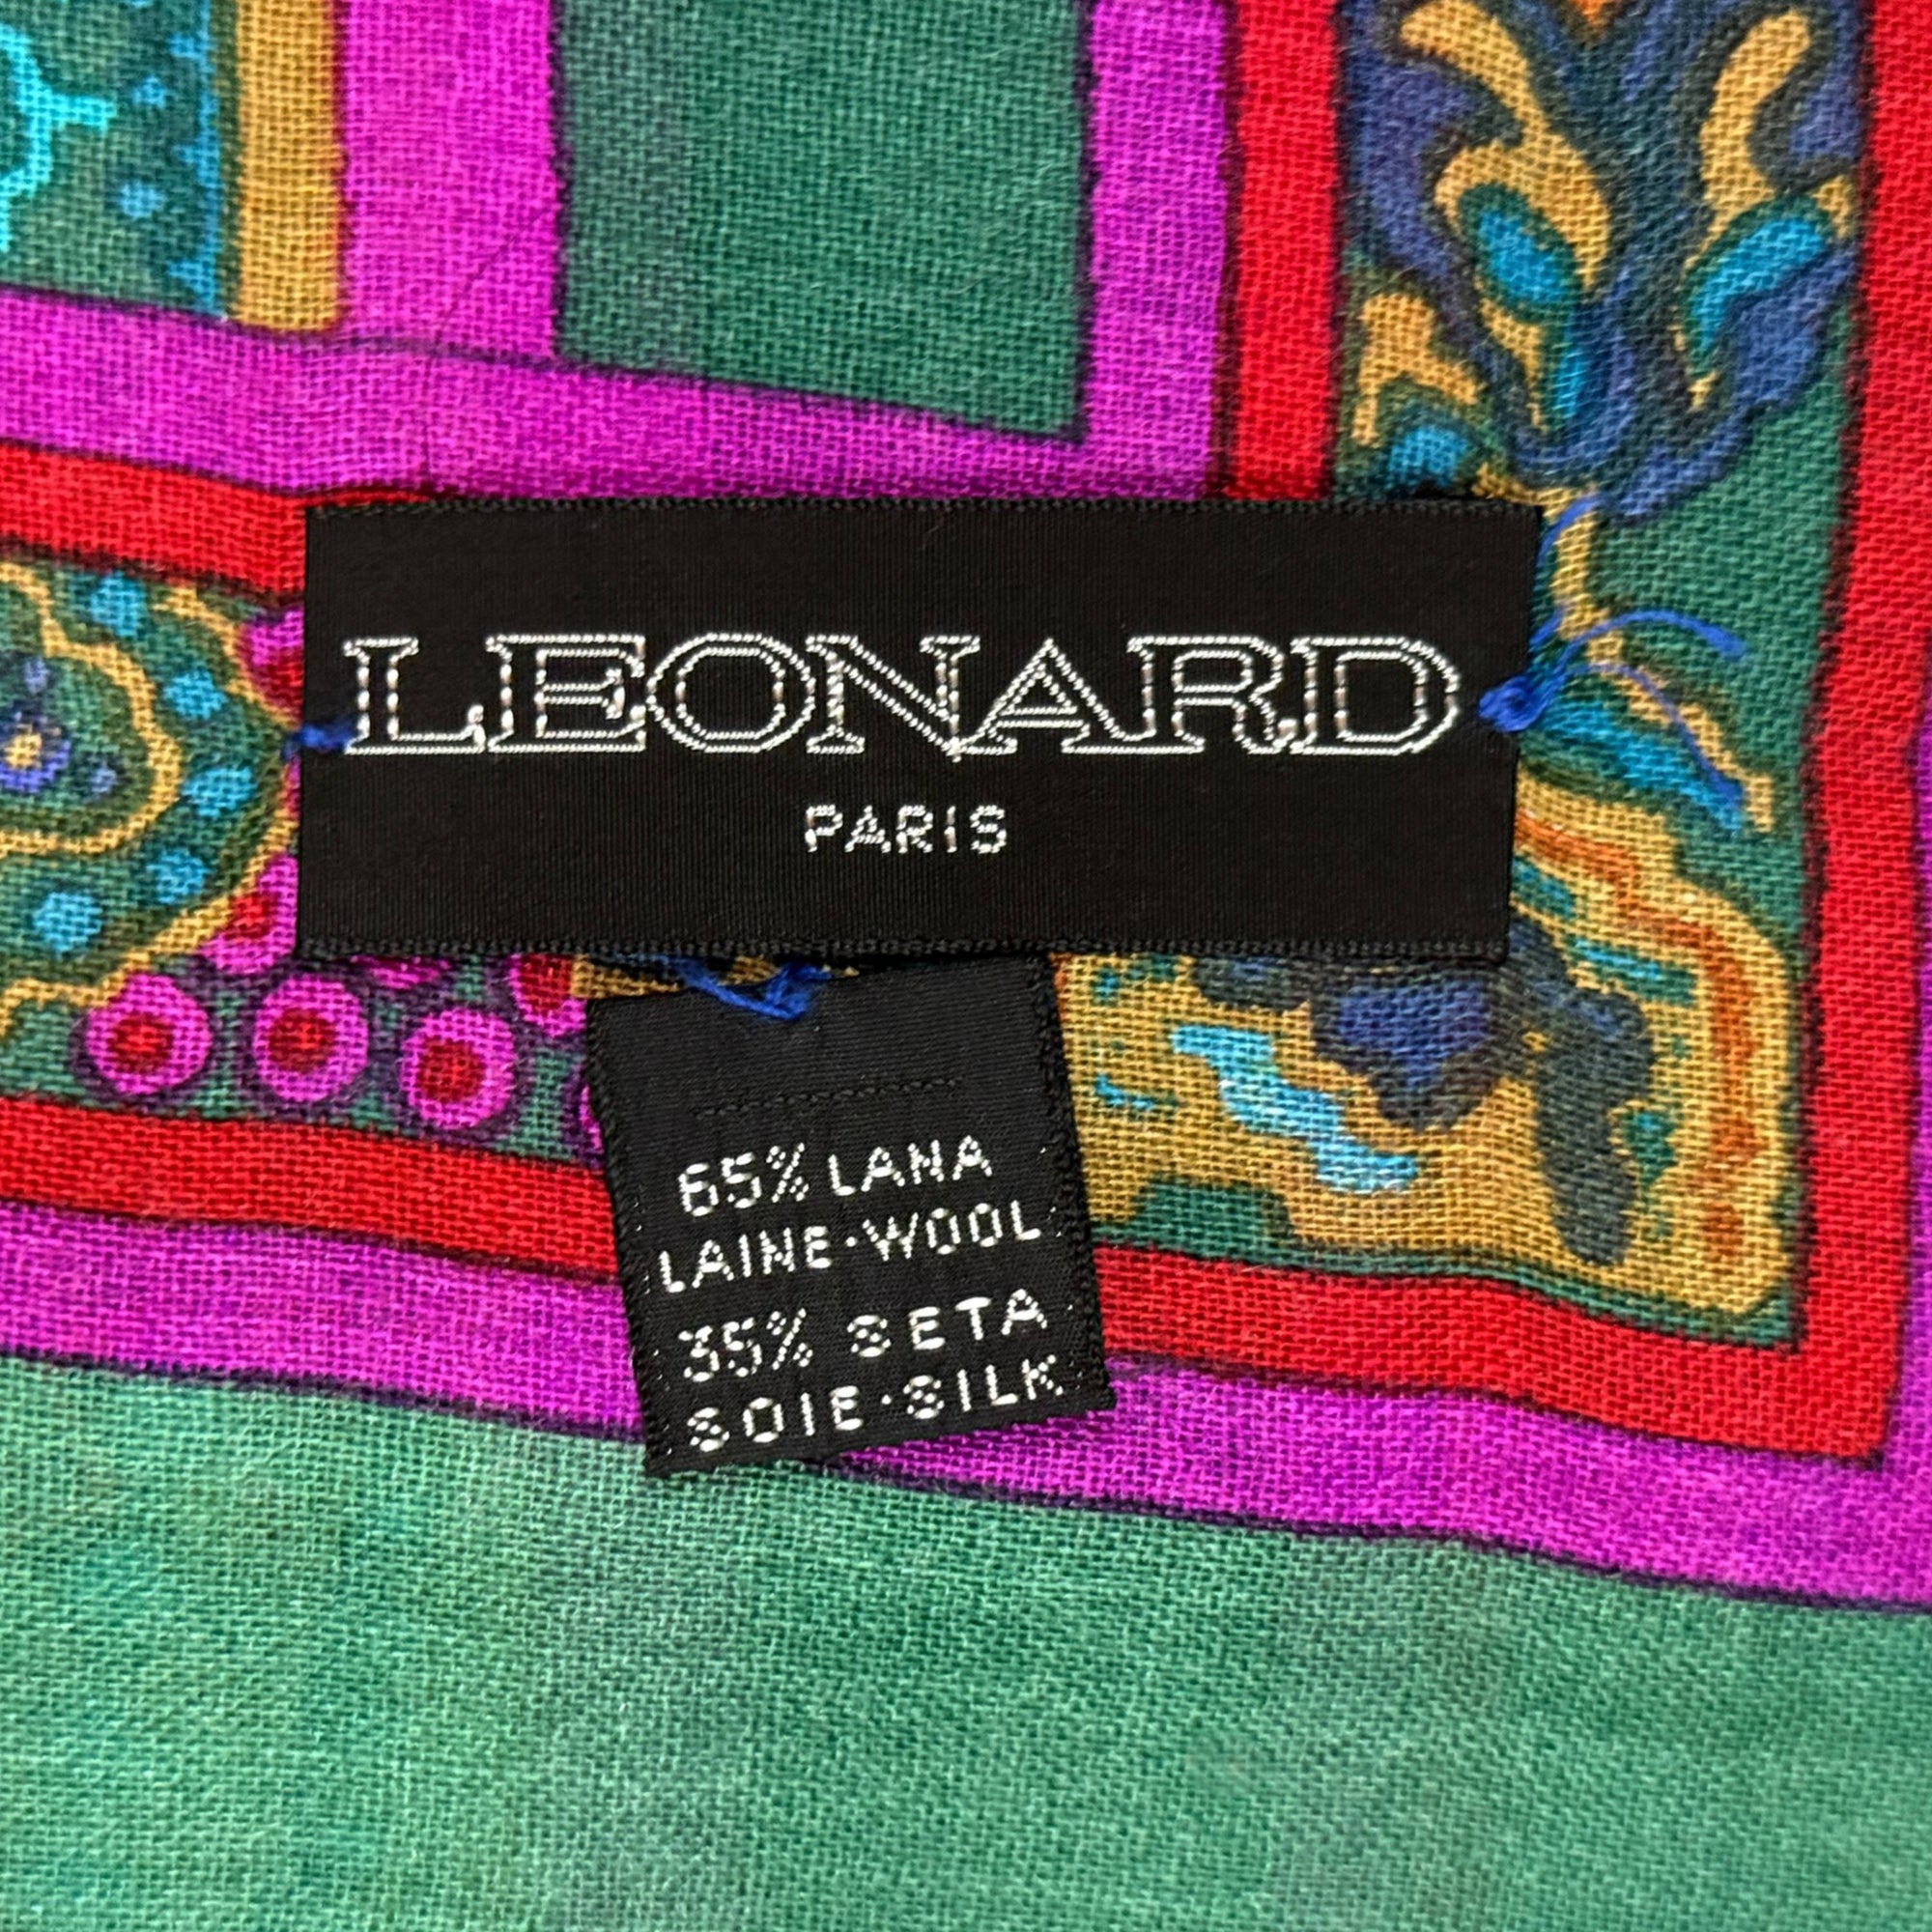 LEONARD
PARIS
65% LANA
LAINE·WOOL
35% SETA
SOIE·SILK